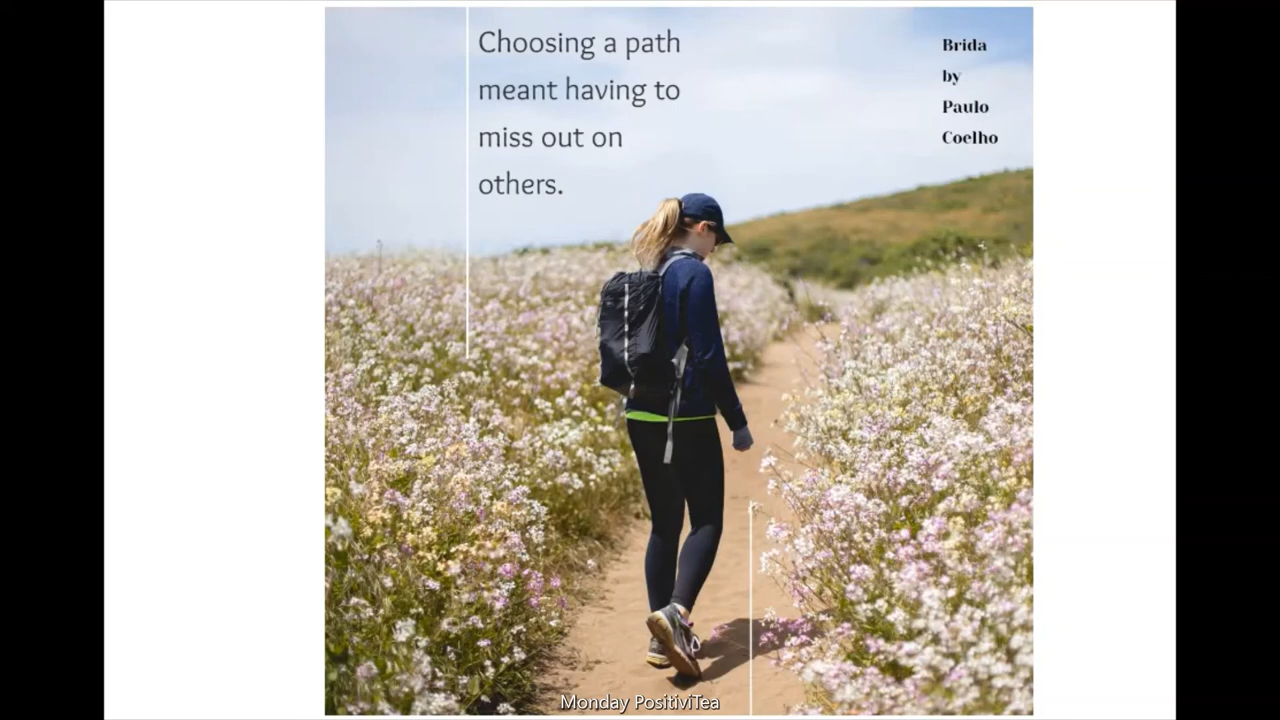 Choosing a path
meant having to
miss out on
others.
Brida
by
Paulo
Coelho
Monday PositiviTea